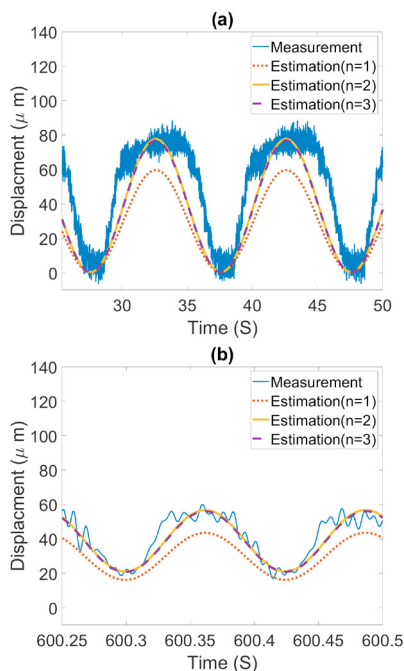 (a)
140
120
100
80
60
40
20
0
Displacment (μ m)
Measurement
Estimation(n=1)
Estimation(n=2)
Estimation(n=3)
30 35 40 45 50
Time (S)
(b)
140
120
100
80
60
40
20
0
Displacment (μ m)
Measurement
Estimation(n=1)
Estimation(n=2)
Estimation(n=3)
600.25 600.3 600.35 600.4 600.45 600.5
Time (S)